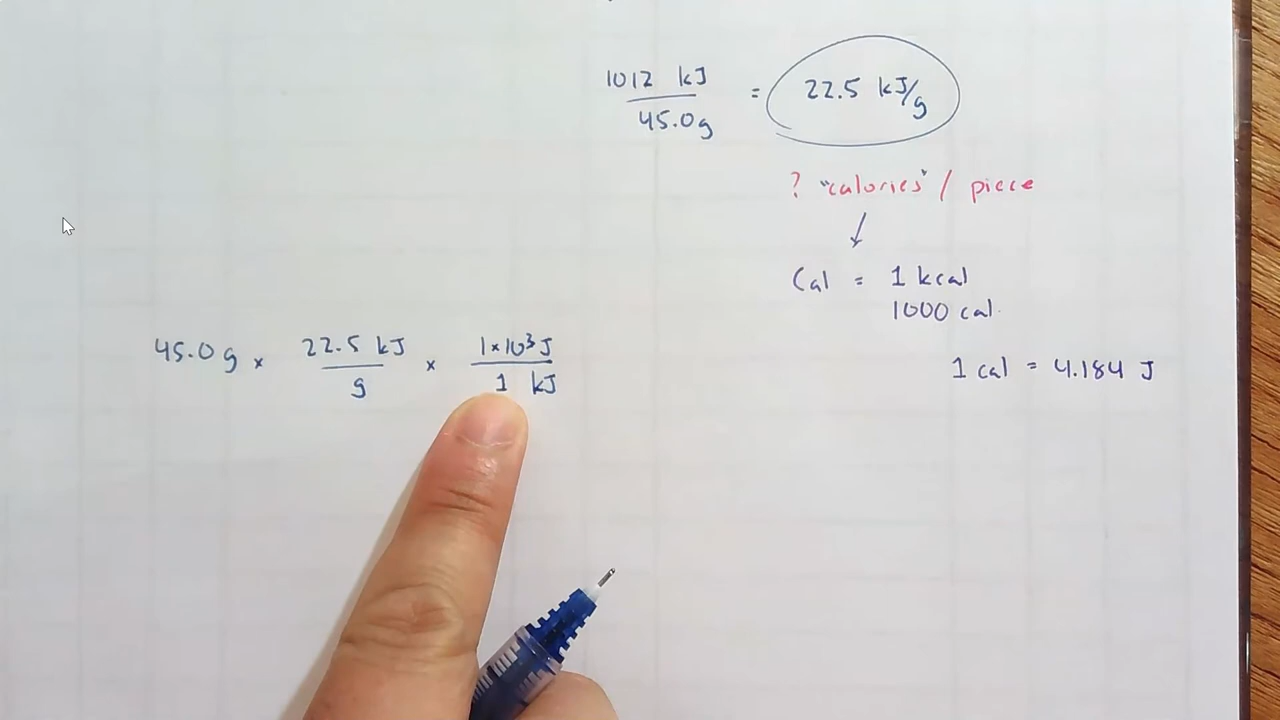 1012 kJ
45.0g
= 22.5 kJ/g
? "calories" / piece
Cal = 1 kcal
1000 cal.
45.0 g x 22.5 kJ x 1×10³J
g 1 kJ
1 cal = 4.184 J